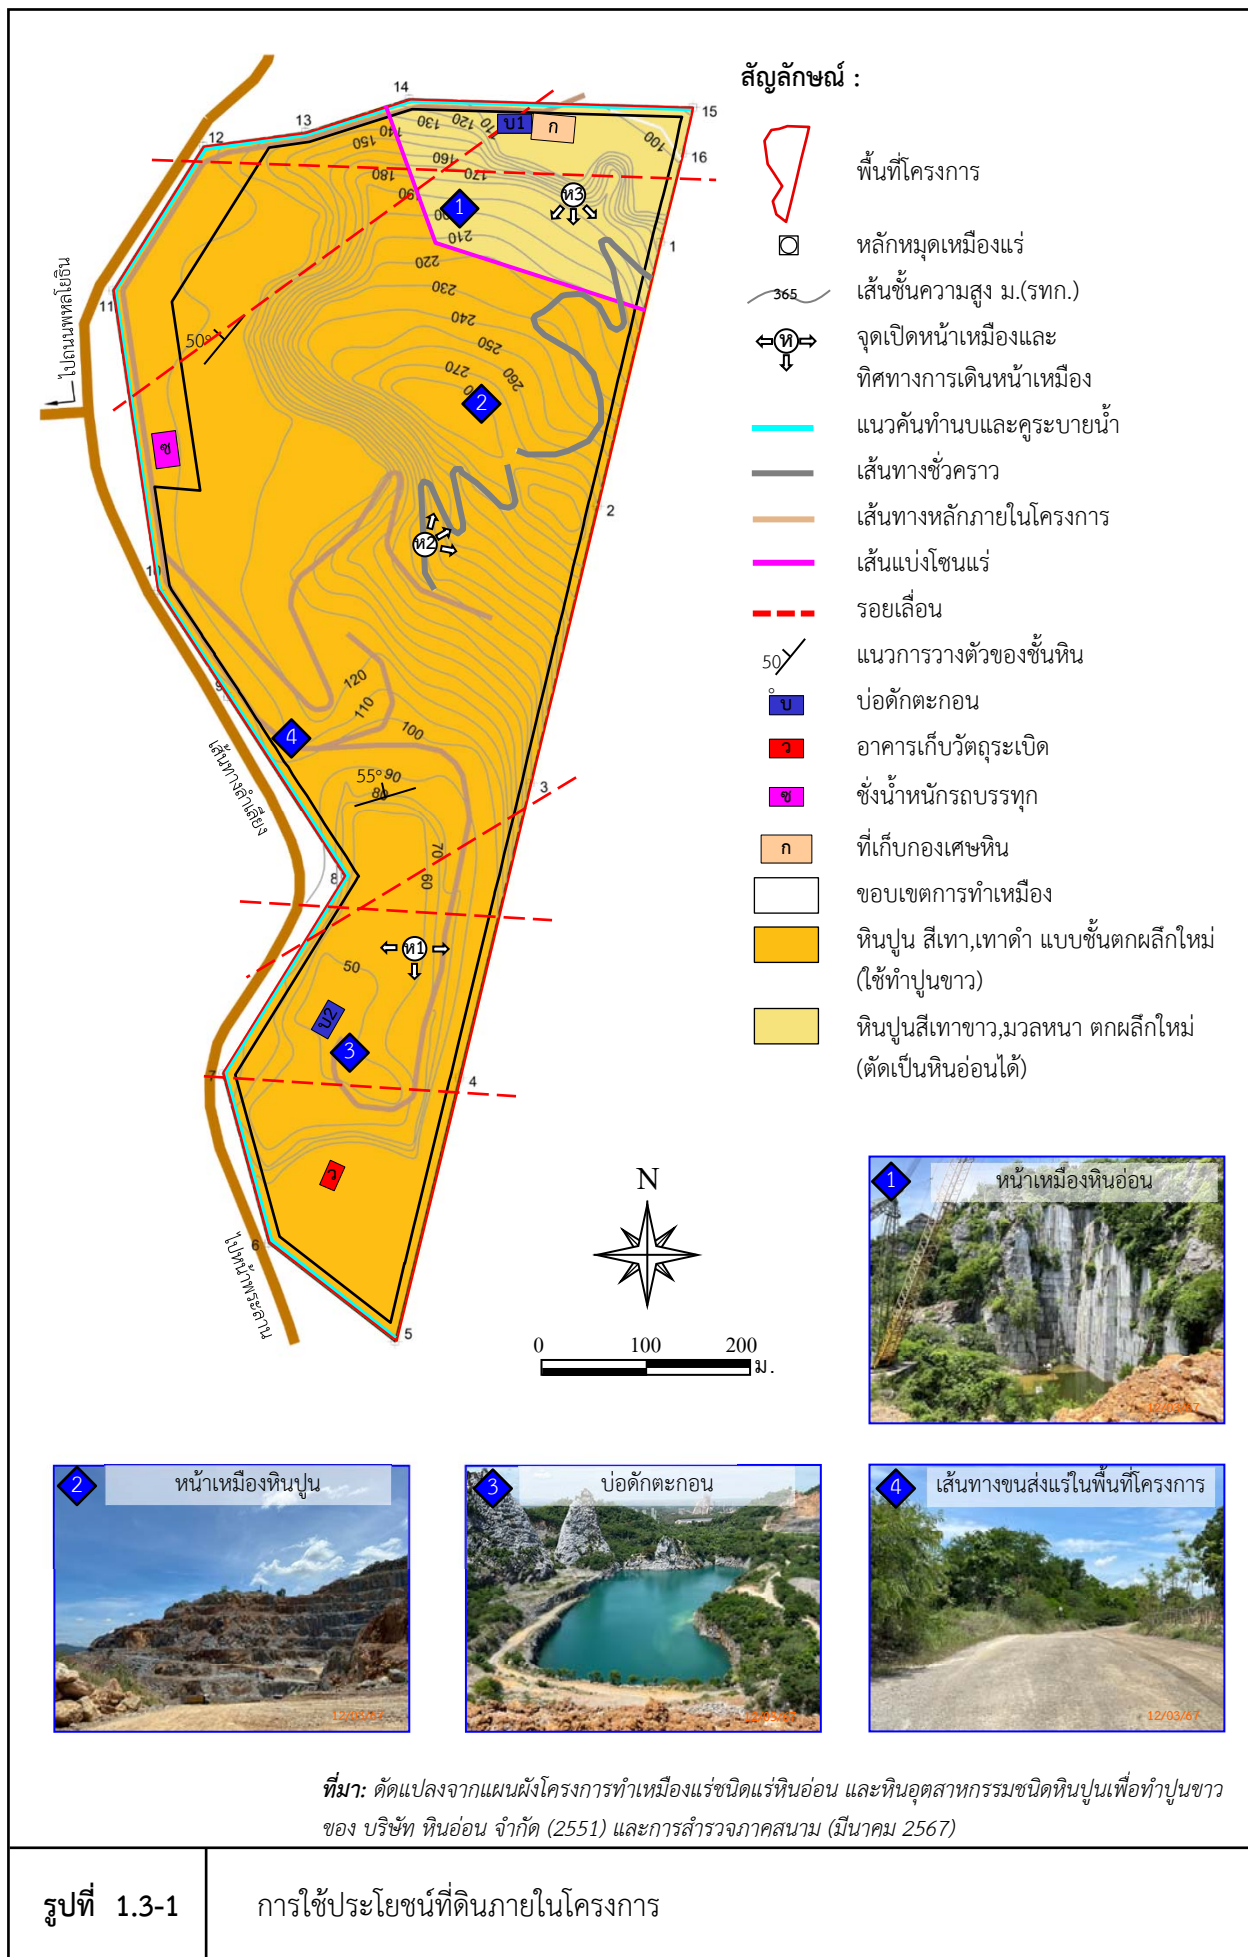 สัญลักษณ์ :
พื้นที่โครงการ
หลักหมุดเหมืองแร่
365
เส้นชั้นความสูง ม.(รทก.)
ห
จุดเปิดหน้าเหมืองและ
ทิศทางการเดินหน้าเหมือง
แนวคันทำนบและคูระบายน้ำ
เส้นทางชั่วคราว
เส้นทางหลักภายในโครงการ
เส้นแบ่งโซนแร่
รอยเลื่อน
50
แนวการวางตัวของชั้นหิน
บ
บ่อดักตะกอน
ว
อาคารเก็บวัตถุระเบิด
ช
ชั่งน้ำหนักรถบรรทุก
ก
ที่เก็บกองเศษหิน
ขอบเขตการทำเหมือง
หินปูน สีเทา,เทาดำ แบบชั้นตกผลึกใหม่
(ใช้ทำปูนขาว)
หินปูนสีเทาขาว,มวลหนา ตกผลึกใหม่
(ตัดเป็นหินอ่อนได้)
14
15
13
12
16
1
11
2
10
9
3
8
7
4
6
5
130
120
140
150
100
160
170
180
210
220
230
240
250
260
270
120
110
100
90
80
70
60
50
บ1
ก
ห3
1
50°
2
ช
ห2
4
55°
ห1
บ2
3
ว
ไปถนนพหลโยธิน
เส้นทางลำเลียง
ไปหน้าพระลาน
N
0 100 200
ม.
1
หน้าเหมืองหินอ่อน
2
หน้าเหมืองหินปูน
12/03/67
3
บ่อดักตะกอน
4
เส้นทางขนส่งแร่ในพื้นที่โครงการ
12/03/67
ที่มา: ดัดแปลงจากแผนผังโครงการทำเหมืองแร่ชนิดแร่หินอ่อน และหินอุตสาหกรรมชนิดหินปูนเพื่อทำปูนขาว
ของ บริษัท หินอ่อน จำกัด (2551) และการสำรวจภาคสนาม (มีนาคม 2567)
รูปที่ 1.3-1
การใช้ประโยชน์ที่ดินภายในโครงการ